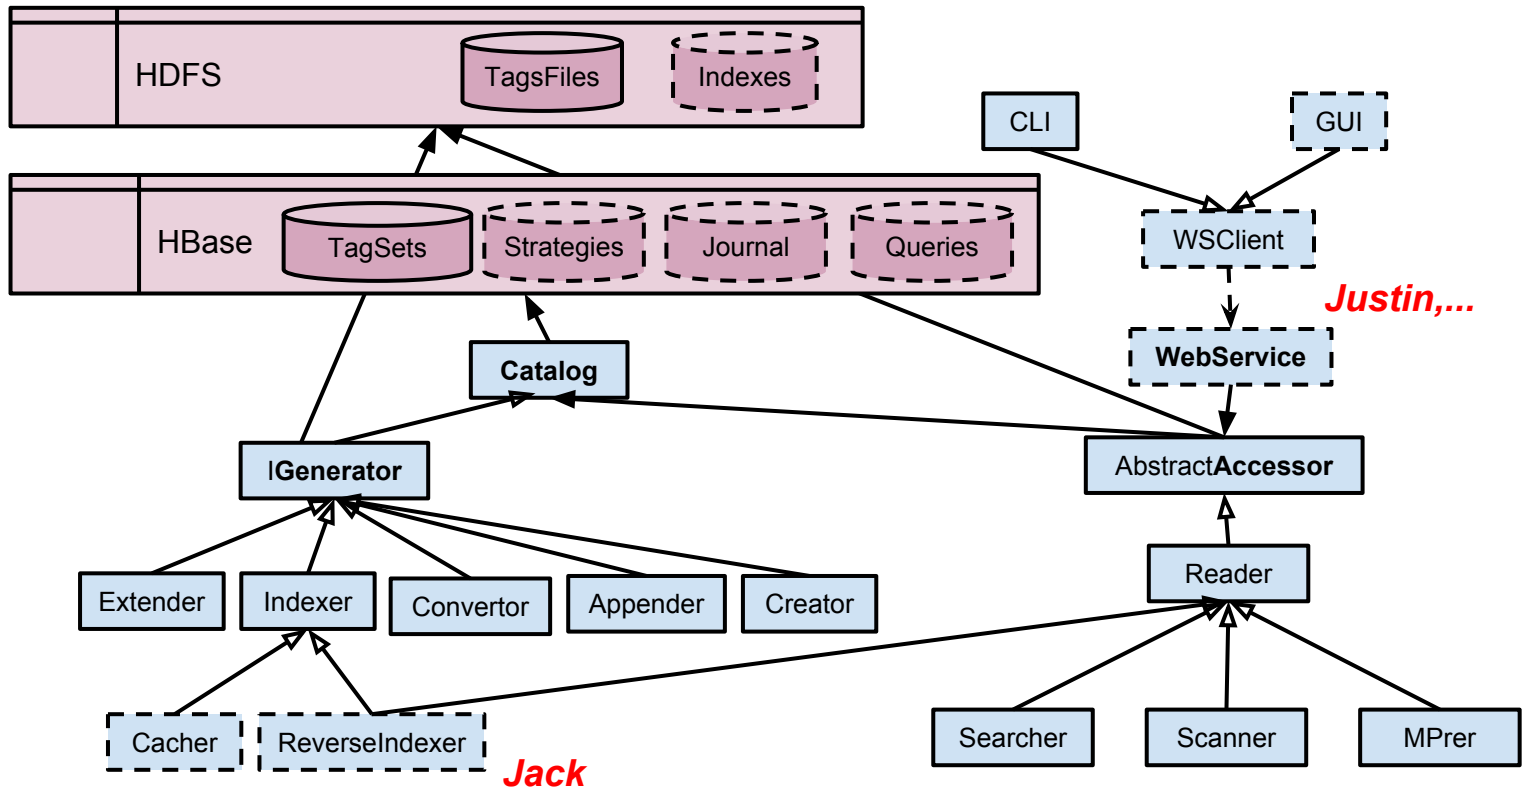 HDFS
TagsFiles
Indexes
CLI
GUI
HBase
TagSets
Strategies
Journal
Queries
WSClient
Justin,...
WebService
Catalog
IGenerator
AbstractAccessor
Extender
Indexer
Convertor
Appender
Creator
Reader
Cacher
ReverseIndexer
Jack
Searcher
Scanner
MPrer